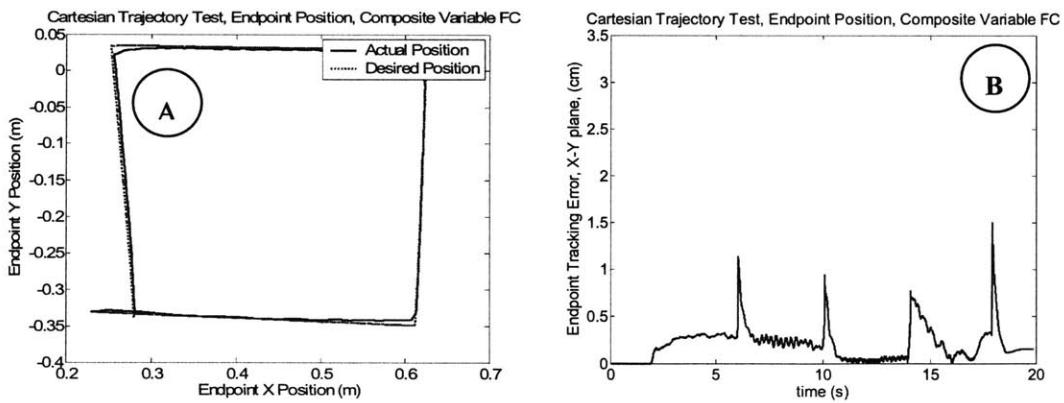 Cartesian Trajectory Test, Endpoint Position, Composite Variable FC
0.05
0
-0.05
-0.1
-0.15
-0.2
-0.25
-0.3
-0.35
-0.4
Endpoint Y Position (m)
Actual Position
Desired Position
A
0.2
0.3
0.4
0.5
0.6
0.7
Endpoint X Position (m)
Cartesian Trajectory Test, Endpoint Position, Composite Variable FC
3.5
3
2.5
2
1.5
1
0.5
0
Endpoint Tracking Error, X-Y plane, (cm)
B
0
5
10
15
20
time (s)